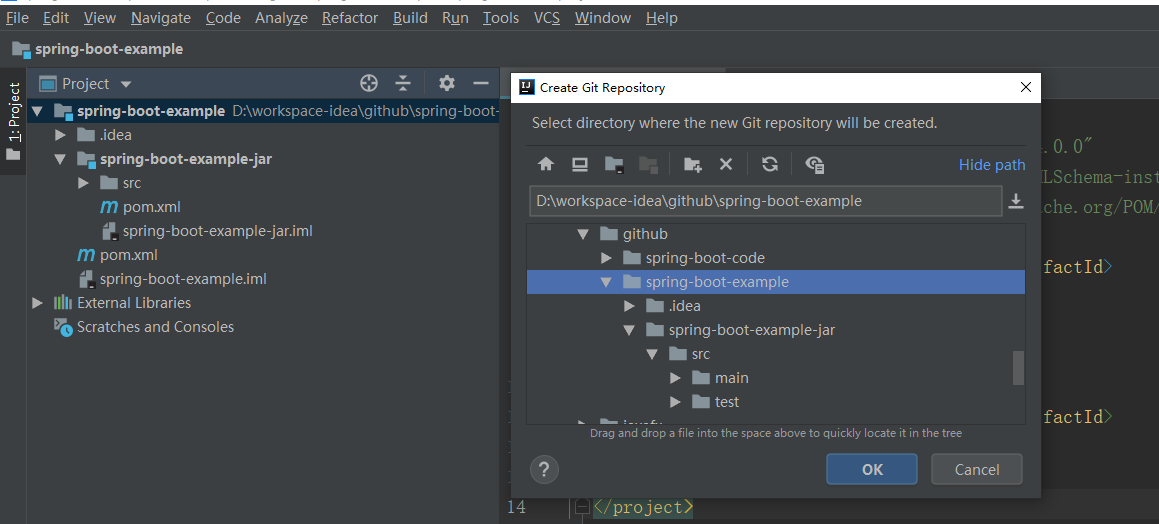 File Edit View Navigate Code Analyze Refactor Build Run Tools VCS Window Help
spring-boot-example
1: Project
Project
spring-boot-example D:\workspace-idea\github\spring-boot-
.idea
spring-boot-example-jar
src
pom.xml
spring-boot-example-jar.iml
pom.xml
spring-boot-example.iml
External Libraries
Scratches and Consoles
Create Git Repository
Select directory where the new Git repository will be created.
Hide path
D:\workspace-idea\github\spring-boot-example
github
spring-boot-code
spring-boot-example
.idea
spring-boot-example-jar
src
main
test
Drag and drop a file into the space above to quickly locate it in the tree
? OK Cancel
.0.0"
LSchema-inst
che.org/POM/
factId>
factId>
14 </project>